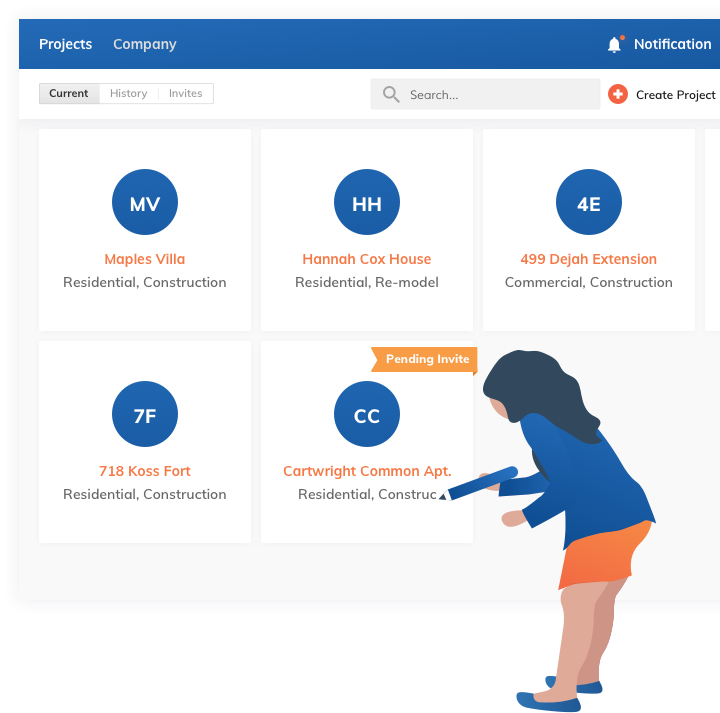 Projects Company Notification
Current History Invites Search... Create Project
MV HH 4E
Maples Villa Hannah Cox House 499 Dejah Extension
Residential, Construction Residential, Re-model Commercial, Construction
Pending Invite
7F CC
718 Koss Fort Cartwright Common Apt.
Residential, Construction Residential, Construc